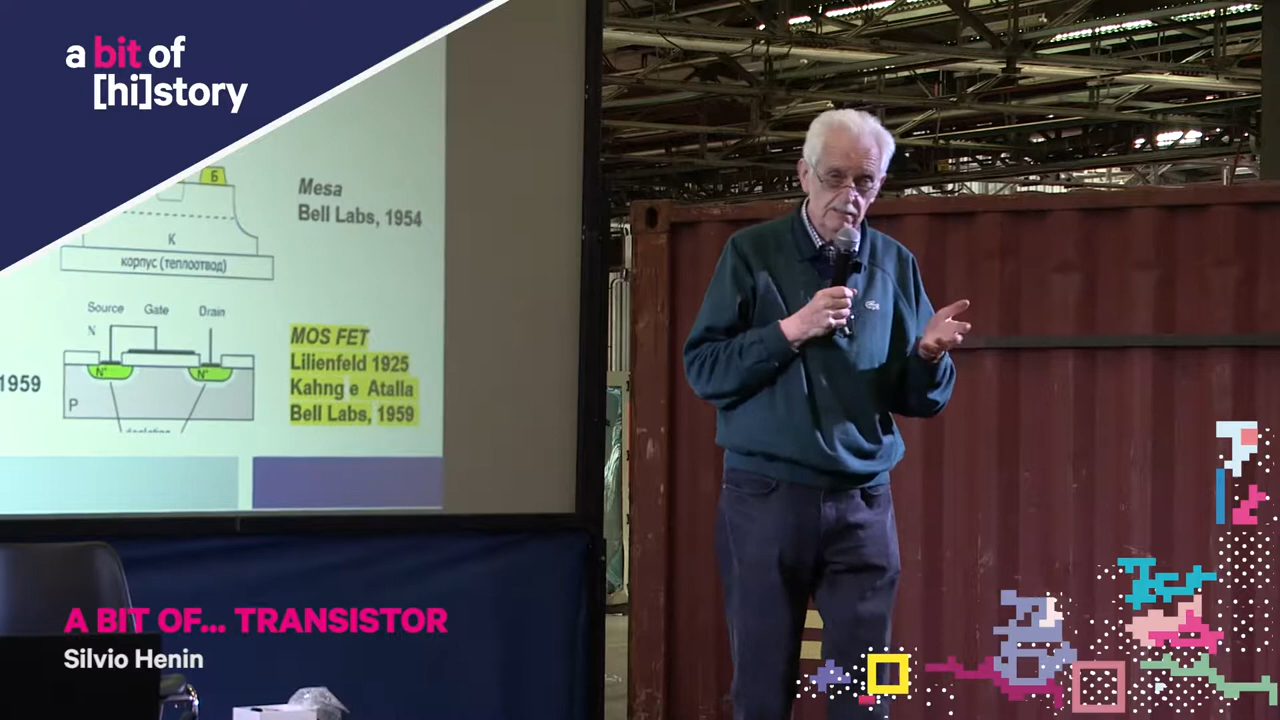 a bit of
[hi]story
Б
Mesa
Bell Labs, 1954
К
корпус (теплоотвод)
Source Gate Drain
N
MOS FET
Lilienfeld 1925
Kahng e Atalla
Bell Labs, 1959
1959
N+
N+
P
A BIT OF... TRANSISTOR
Silvio Henin